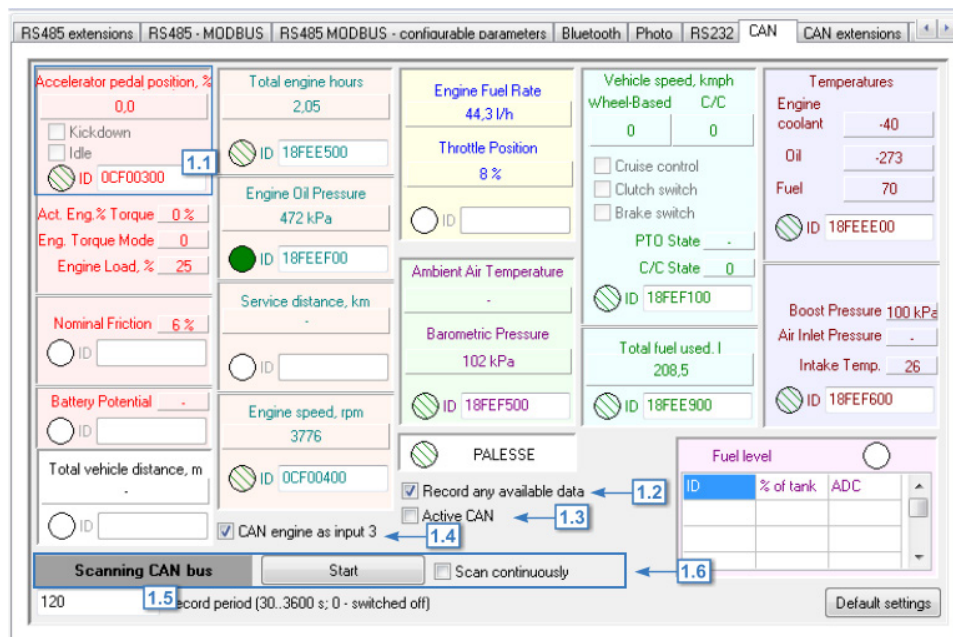 RS485 extensions
RS485 - MODBUS
RS485 MODBUS - configurable parameters
Bluetooth
Photo
RS232
CAN
CAN extensions
Accelerator pedal position, %
0,0
Kickdown
Idle
1.1
ID 0CF00300
Act. Eng.% Torque 0 %
Eng. Torque Mode 0
Engine Load, % 25
Nominal Friction 6 %
ID
Battery Potential -
ID
Total vehicle distance, m
-
ID
Total engine hours
2,05
ID 18FEE500
Engine Oil Pressure
472 kPa
ID 18FEEF00
Service distance, km
-
ID
Engine speed, rpm
3776
ID 0CF00400
CAN engine as input 3
1.4
Engine Fuel Rate
44,3 l/h
Throttle Position
8 %
ID
Ambient Air Temperature
-
Barometric Pressure
102 kPa
ID 18FEF500
PALESSE
Record any available data
1.2
Active CAN
1.3
Vehicle speed, kmph
Wheel-Based C/C
0 0
Cruise control
Clutch switch
Brake switch
PTO State -
C/C State 0
ID 18FEF100
Total fuel used. l
208,5
ID 18FEE900
Temperatures
Engine
coolant -40
Oil -273
Fuel 70
ID 18FEEE00
Boost Pressure 100 kPa
Air Inlet Pressure -
Intake Temp. 26
ID 18FEF600
Fuel level
ID % of tank ADC
Scanning CAN bus
Start
Scan continuously
1.6
1.5
120
ecord period (30..3600 s; 0 - switched off)
Default settings